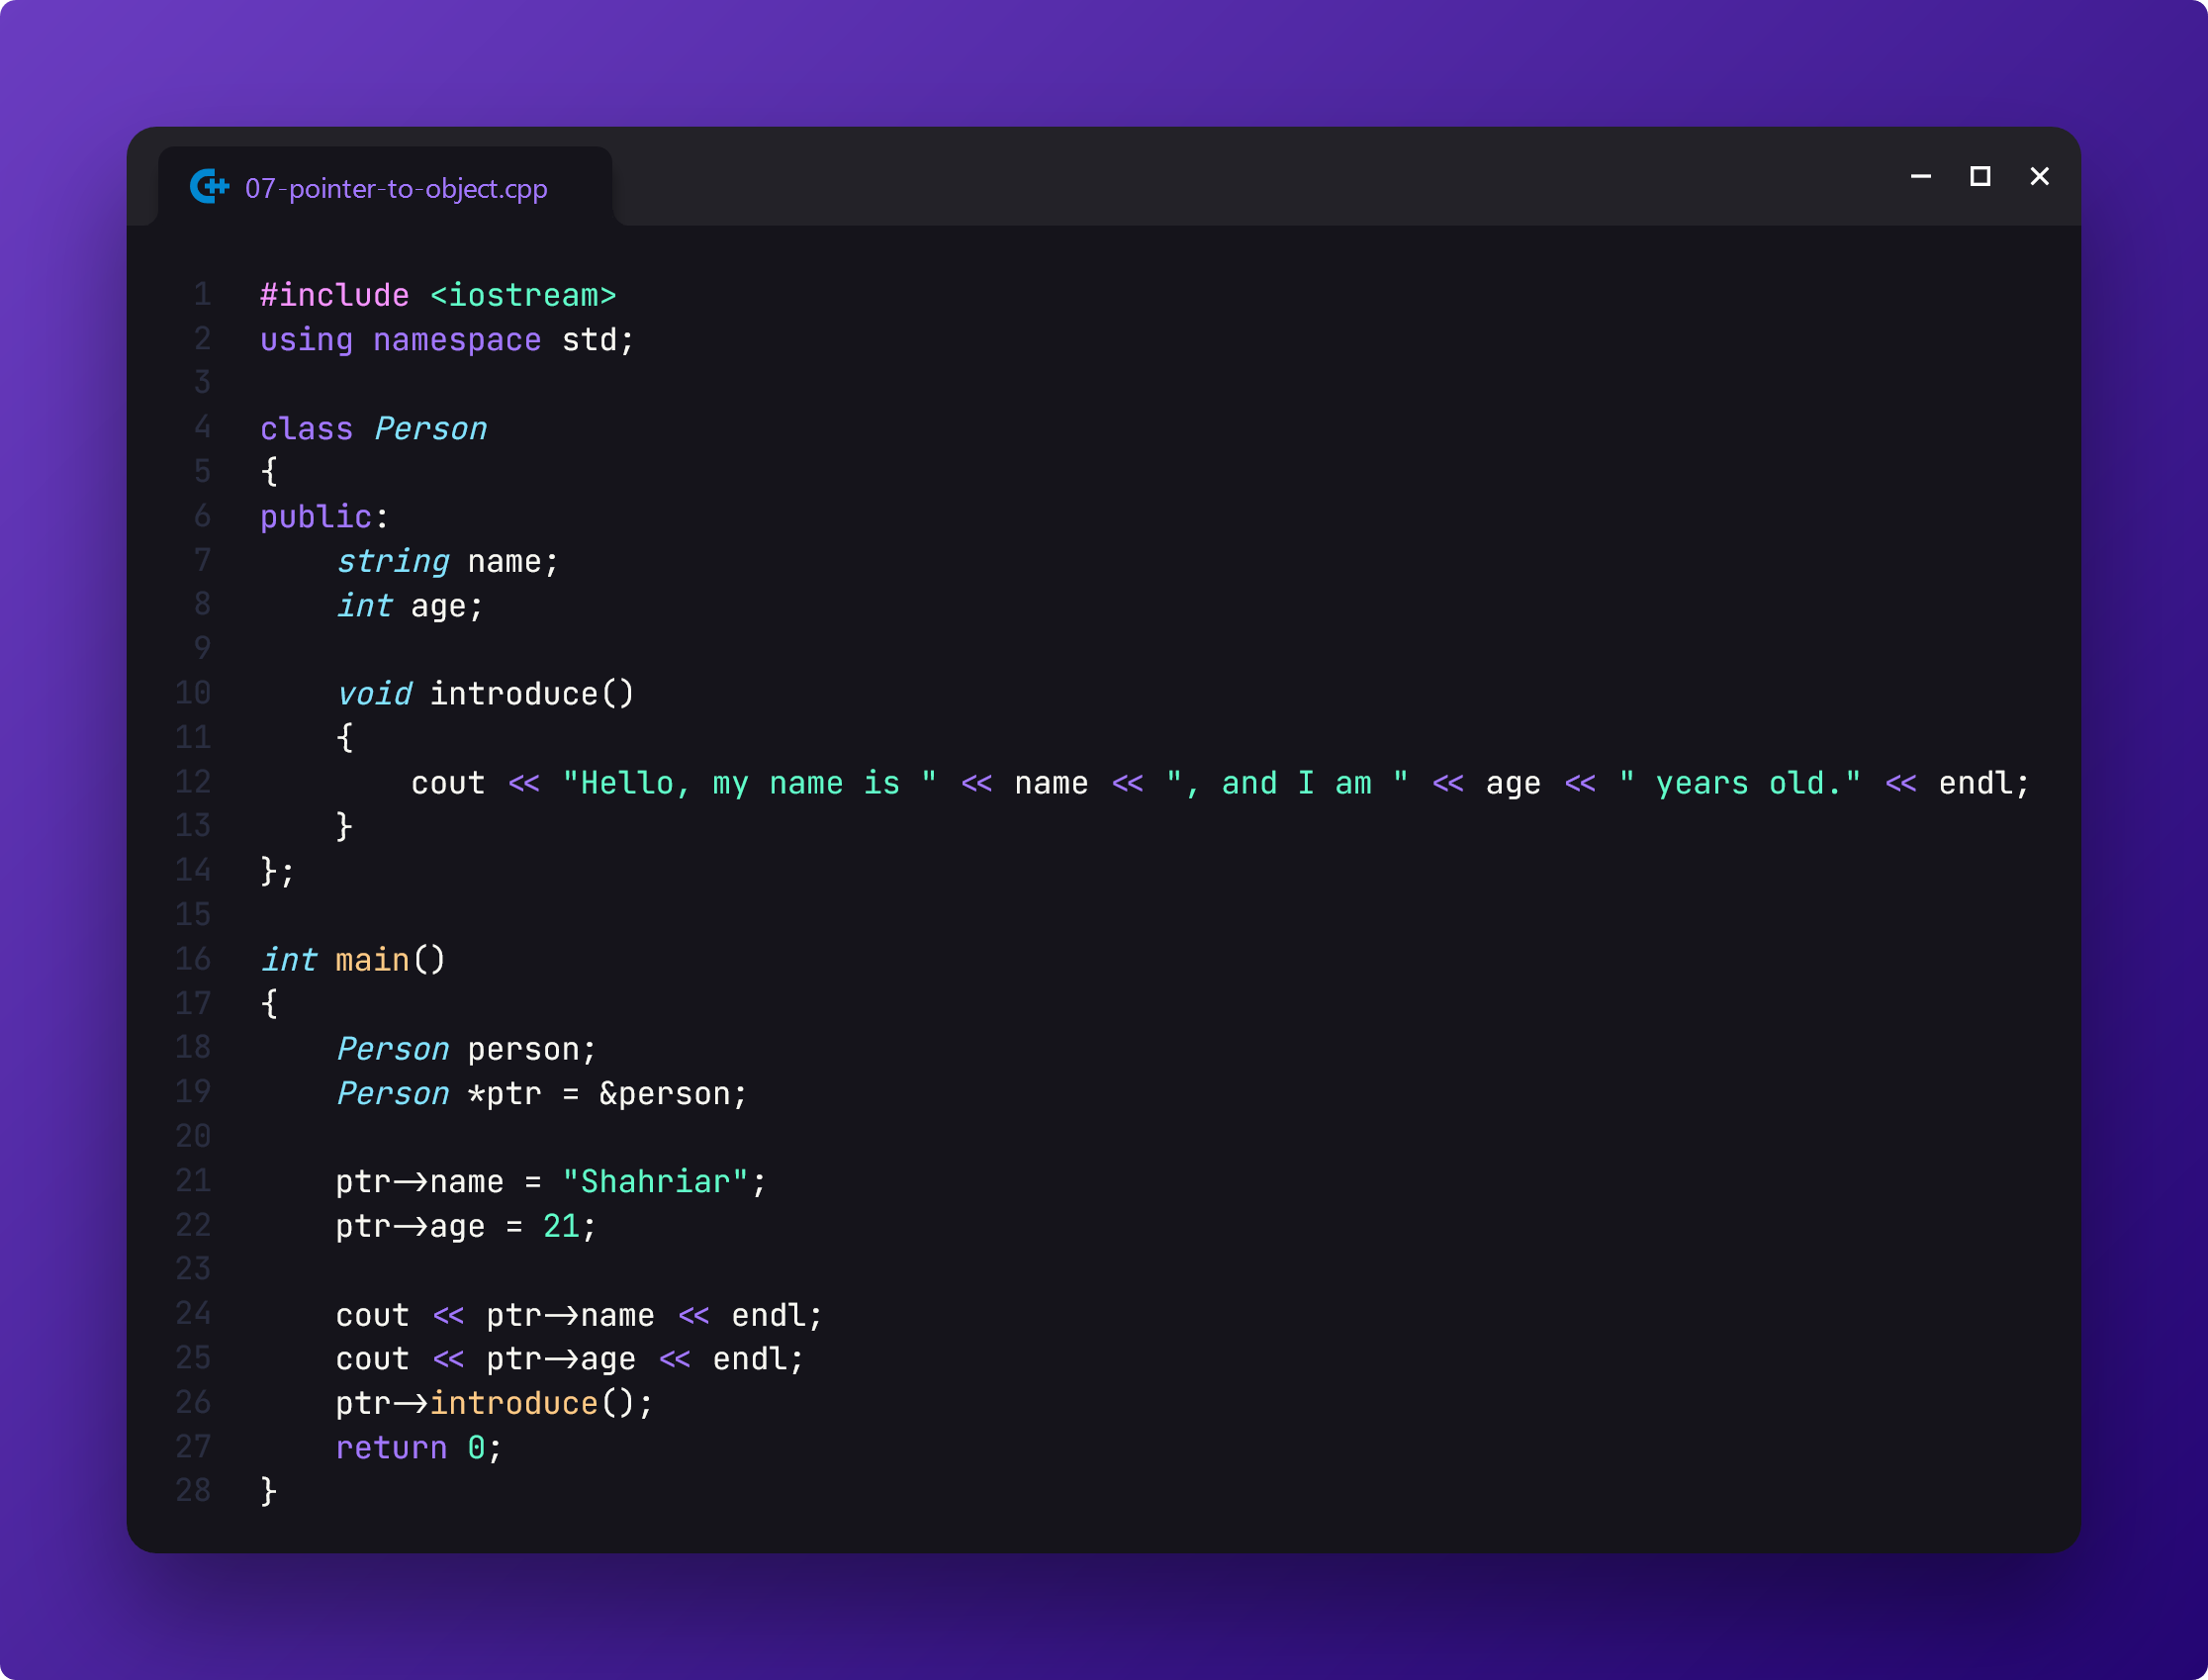 07-pointer-to-object.cpp
1 #include <iostream>
2 using namespace std;
3
4 class Person
5 {
6 public:
7     string name;
8     int age;
9
10     void introduce()
11     {
12         cout << "Hello, my name is " << name << ", and I am " << age << " years old." << endl;
13     }
14 };
15
16 int main()
17 {
18     Person person;
19     Person *ptr = &person;
20
21     ptr->name = "Shahriar";
22     ptr->age = 21;
23
24     cout << ptr->name << endl;
25     cout << ptr->age << endl;
26     ptr->introduce();
27     return 0;
28 }